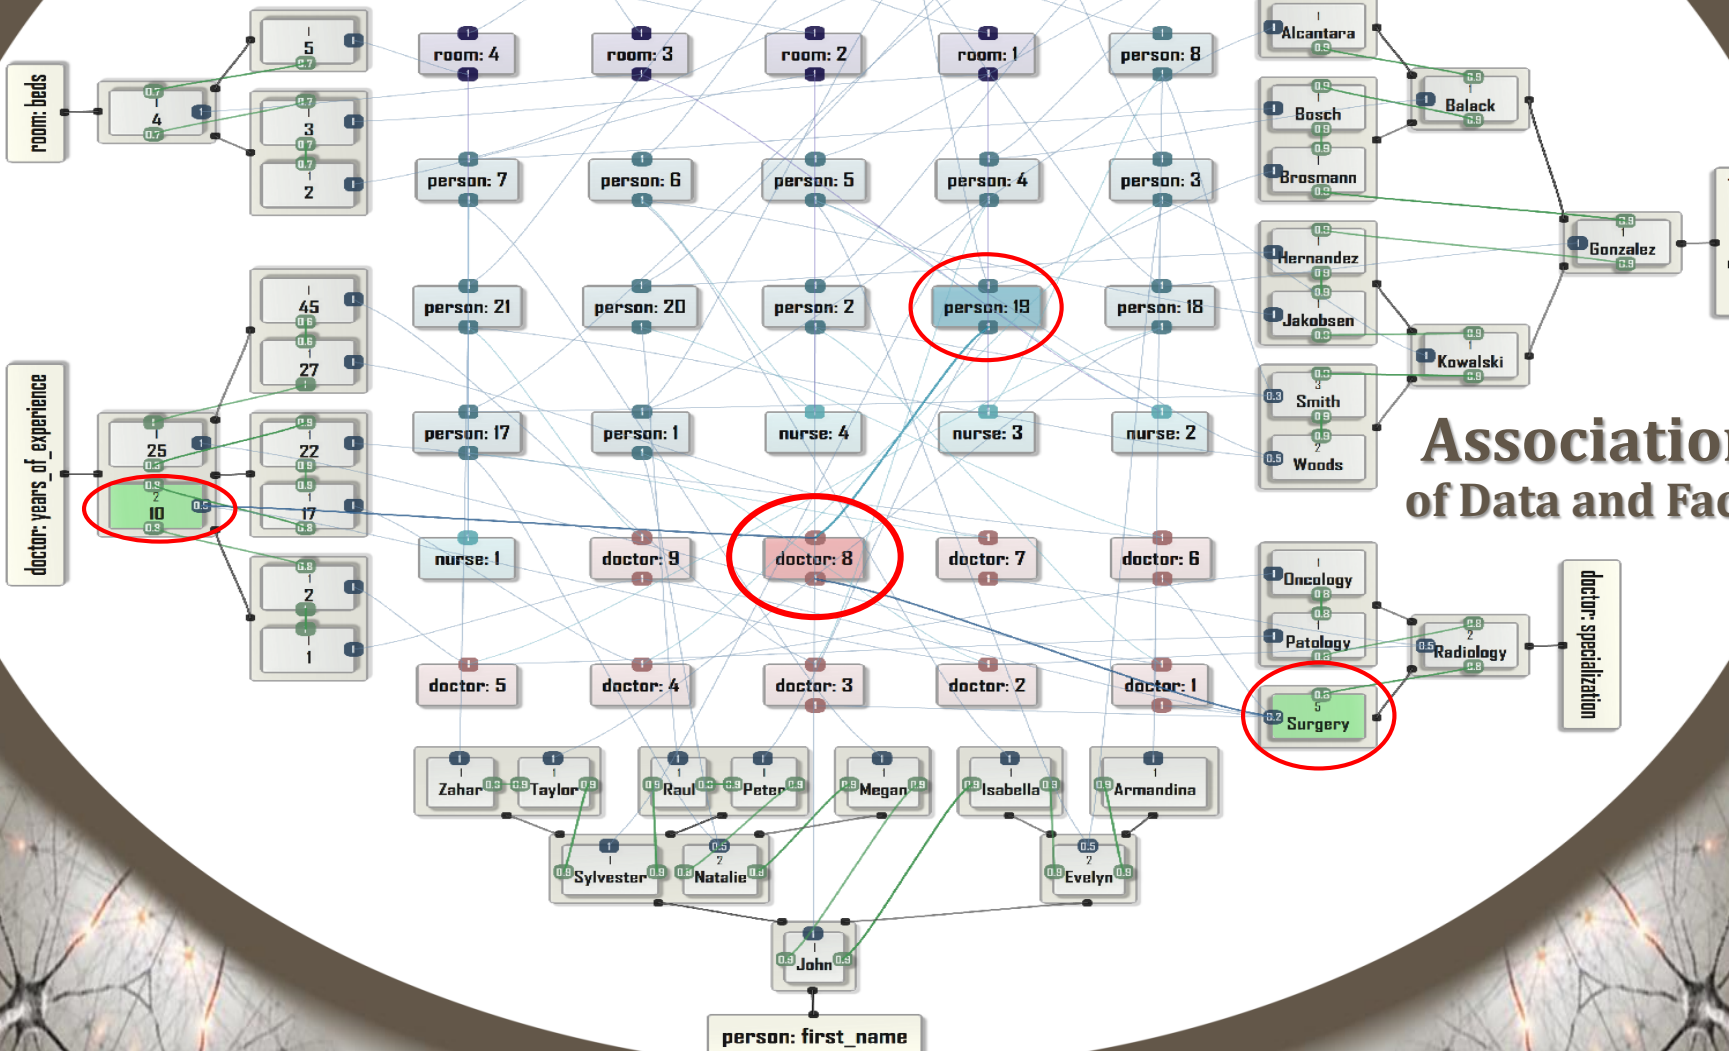 room: beds
5
4
3
2
room: 4
room: 3
room: 2
room: 1
person: 8
person: 7
person: 6
person: 5
person: 4
person: 3
person: 21
person: 20
person: 2
person: 19
person: 18
person: 17
person: 1
nurse: 4
nurse: 3
nurse: 2
nurse: 1
doctor: 9
doctor: 8
doctor: 7
doctor: 6
doctor: 5
doctor: 4
doctor: 3
doctor: 2
doctor: 1
doctor: years_of_experience
45
27
25
22
10
17
2
1
Alcantara
Balack
Bosch
Brosmann
Gonzalez
Hernandez
Jakobsen
Kowalski
Smith
Woods
Association
of Data and Fac
Oncology
Patology
Radiology
Surgery
doctor: specialization
Zahar
Taylor
Raul
Peter
Megan
Isabella
Armandina
Sylvester
Natalie
Evelyn
John
person: first_name